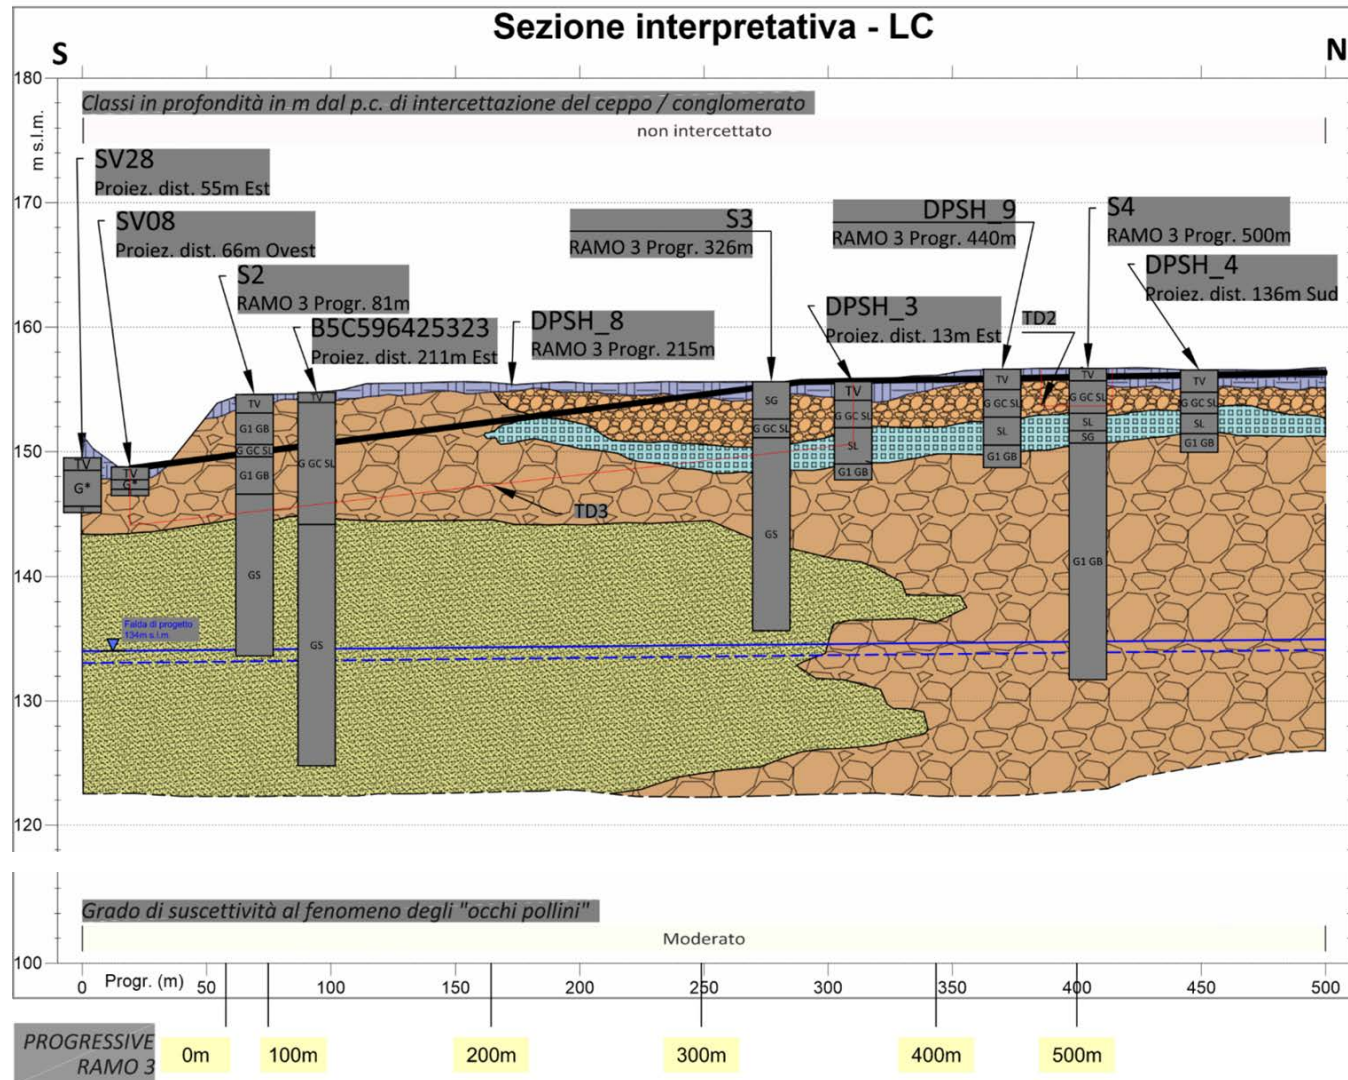 Sezione interpretativa - LC
S
N
180
Classi in profondità in m dal p.c. di intercettazione del ceppo / conglomerato
m s.l.m.
non intercettato
SV28
Proiez. dist. 55m Est
170
SV08
Proiez. dist. 66m Ovest
S3
RAMO 3 Progr. 326m
DPSH_9
RAMO 3 Progr. 440m
S4
RAMO 3 Progr. 500m
S2
RAMO 3 Progr. 81m
DPSH_4
Proiez. dist. 136m Sud
B5C596425323
Proiez. dist. 211m Est
DPSH_8
RAMO 3 Progr. 215m
DPSH_3
Proiez. dist. 13m Est
TD2
160
TV
TV
SG
TV
TV
TV
TV
G1 GB
G GC SL
G GC SL
G GC SL
G GC SL
G GC SL
150
G GC SL
SL
SL
SL
SL
SG
TV
TV
G*
G*
G1 GB
G GC SL
G1 GB
G1 GB
G1 GB
TD3
140
GS
GS
G1 GB
Falda di progetto
134m s.l.m.
GS
130
120
Grado di suscettività al fenomeno degli "occhi pollini"
Moderato
100
Progr. (m)
0 50 100 150 200 250 300 350 400 450 500
PROGRESSIVE
RAMO 3
0m 100m 200m 300m 400m 500m